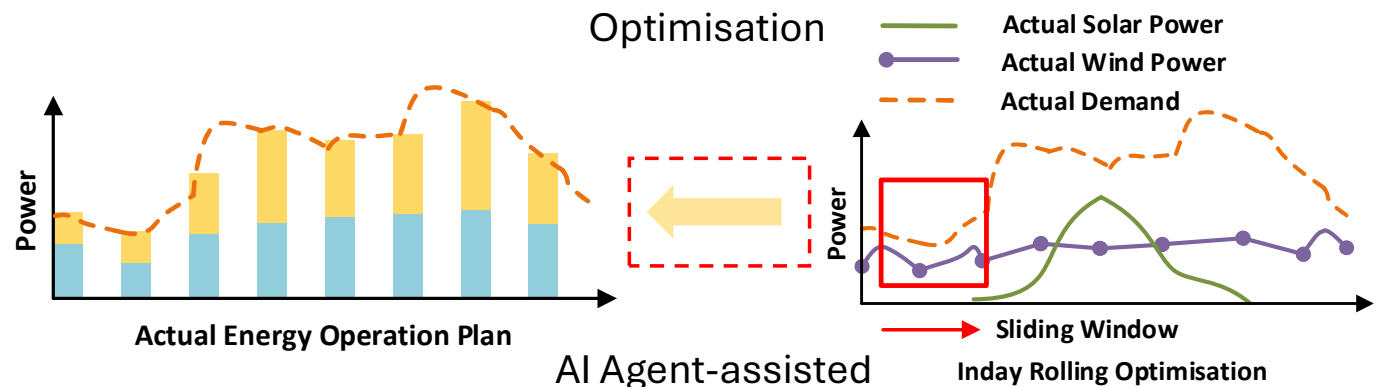 Optimisation
Actual Solar Power
Actual Wind Power
Actual Demand
Power
Power
Actual Energy Operation Plan
Sliding Window
AI Agent-assisted
Inday Rolling Optimisation